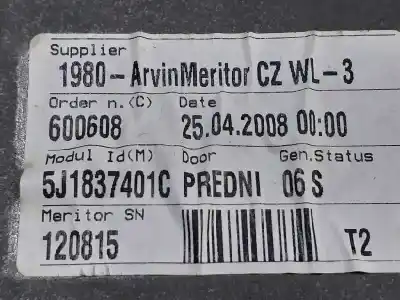 Supplier
1980-ArvinMeritor CZ WL-3
Order n.(C) Date
600608 25.04.2008 00:00
Modul Id(M) Door Gen.Status
5J1837401C PREDNI 06 S
Meritor SN
120815 T2